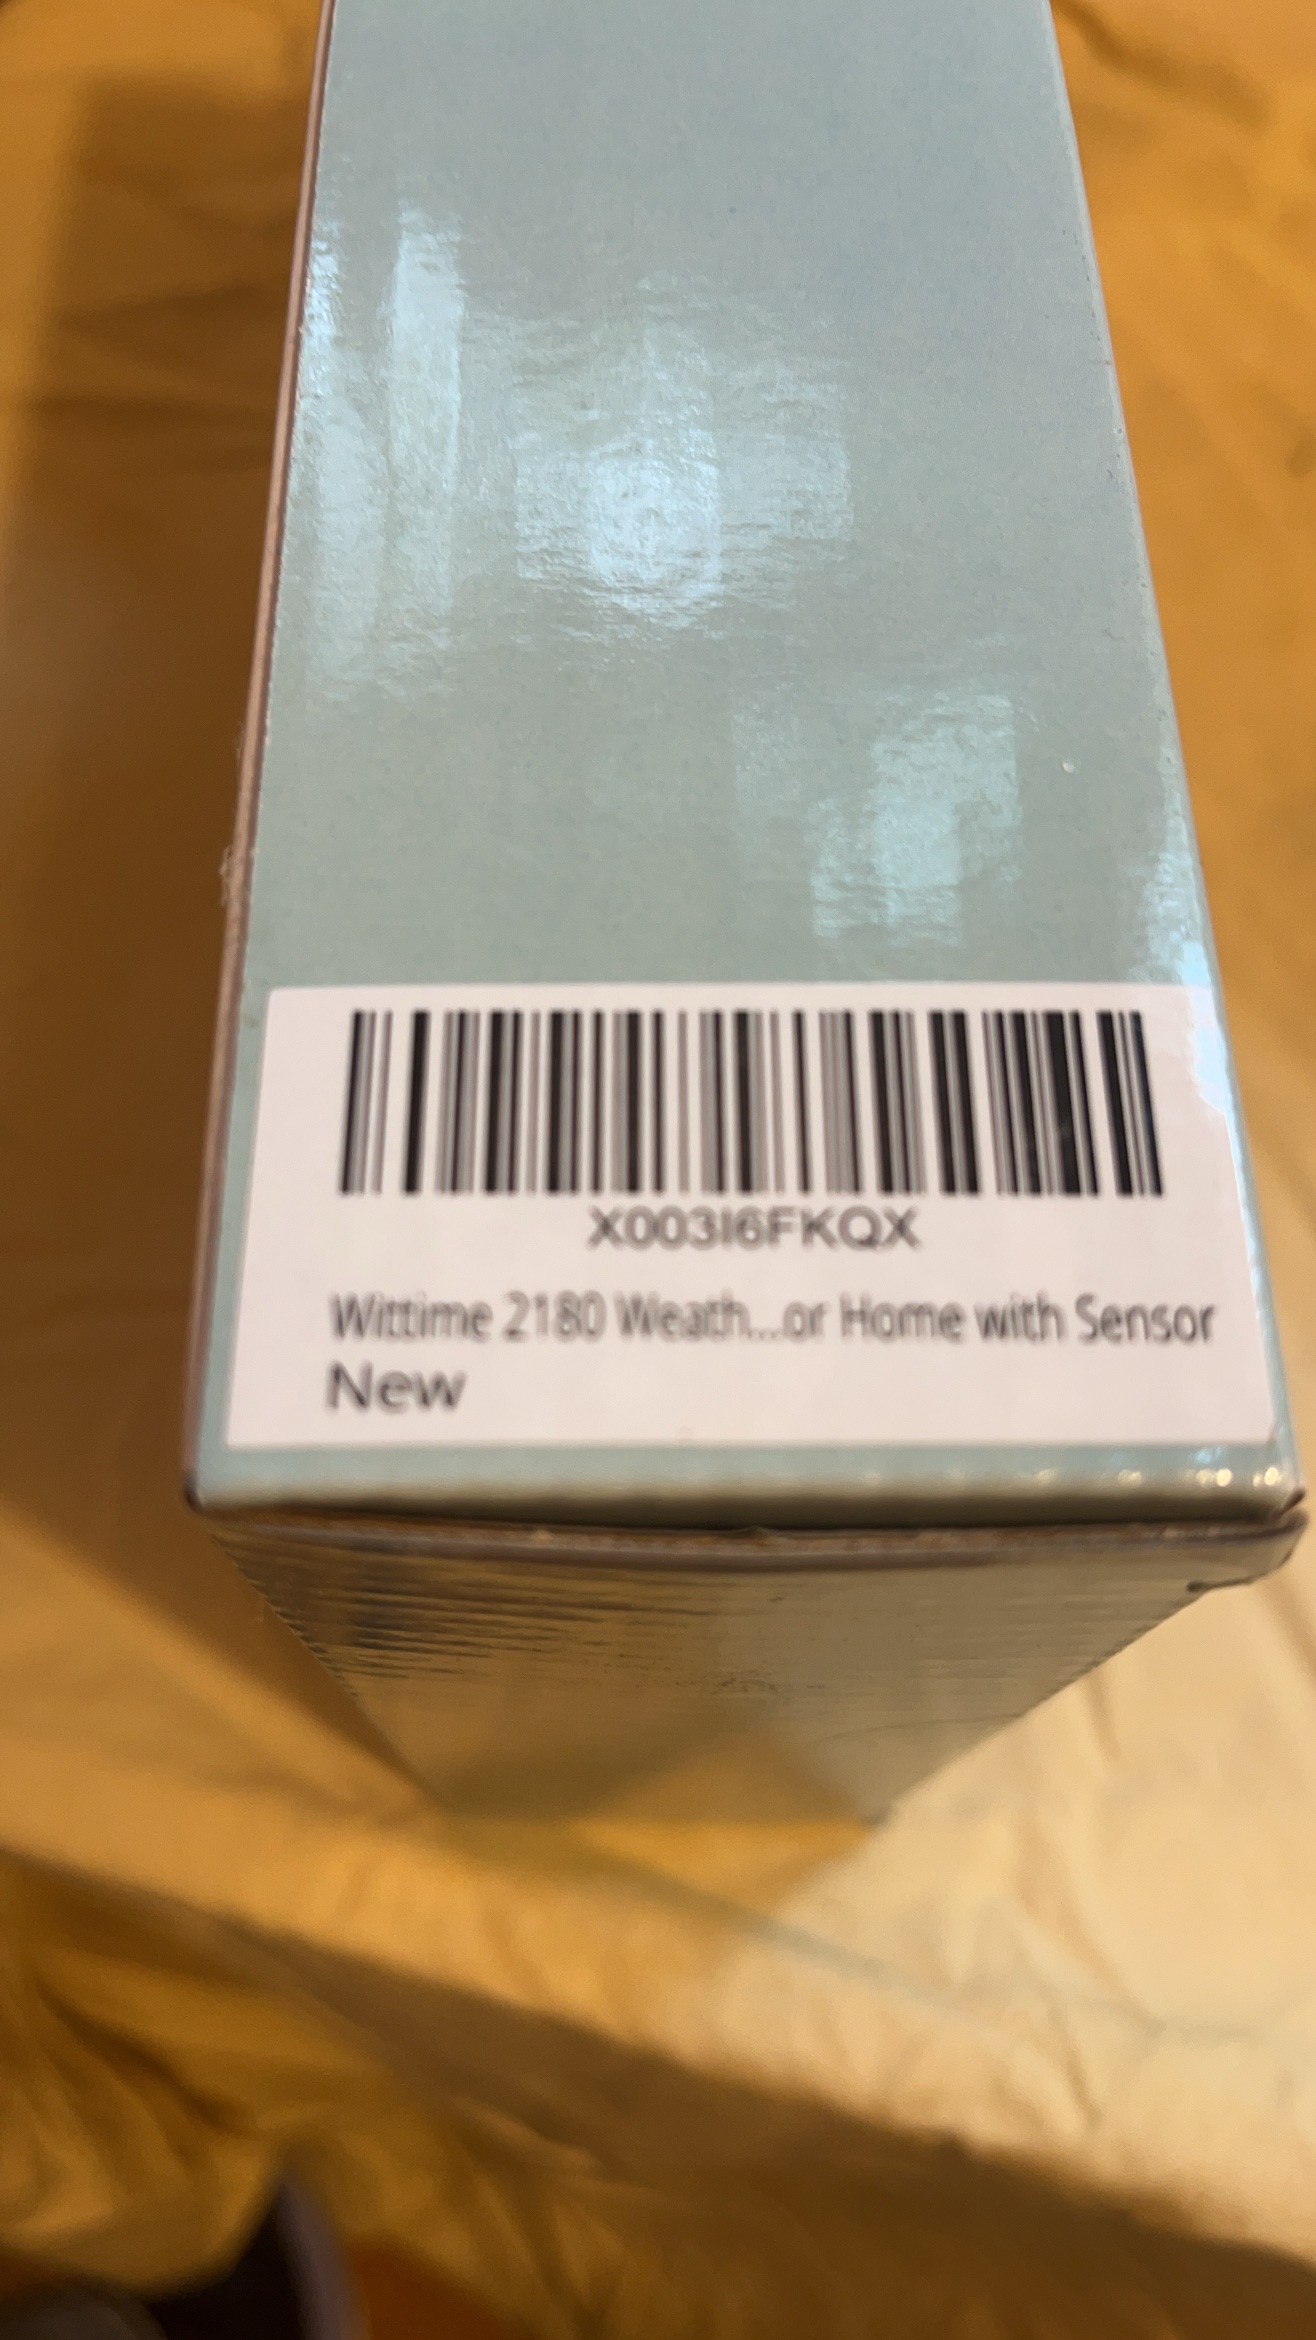 X003I6FKQX
Wittime 2180 Weath...or Home with Sensor
New